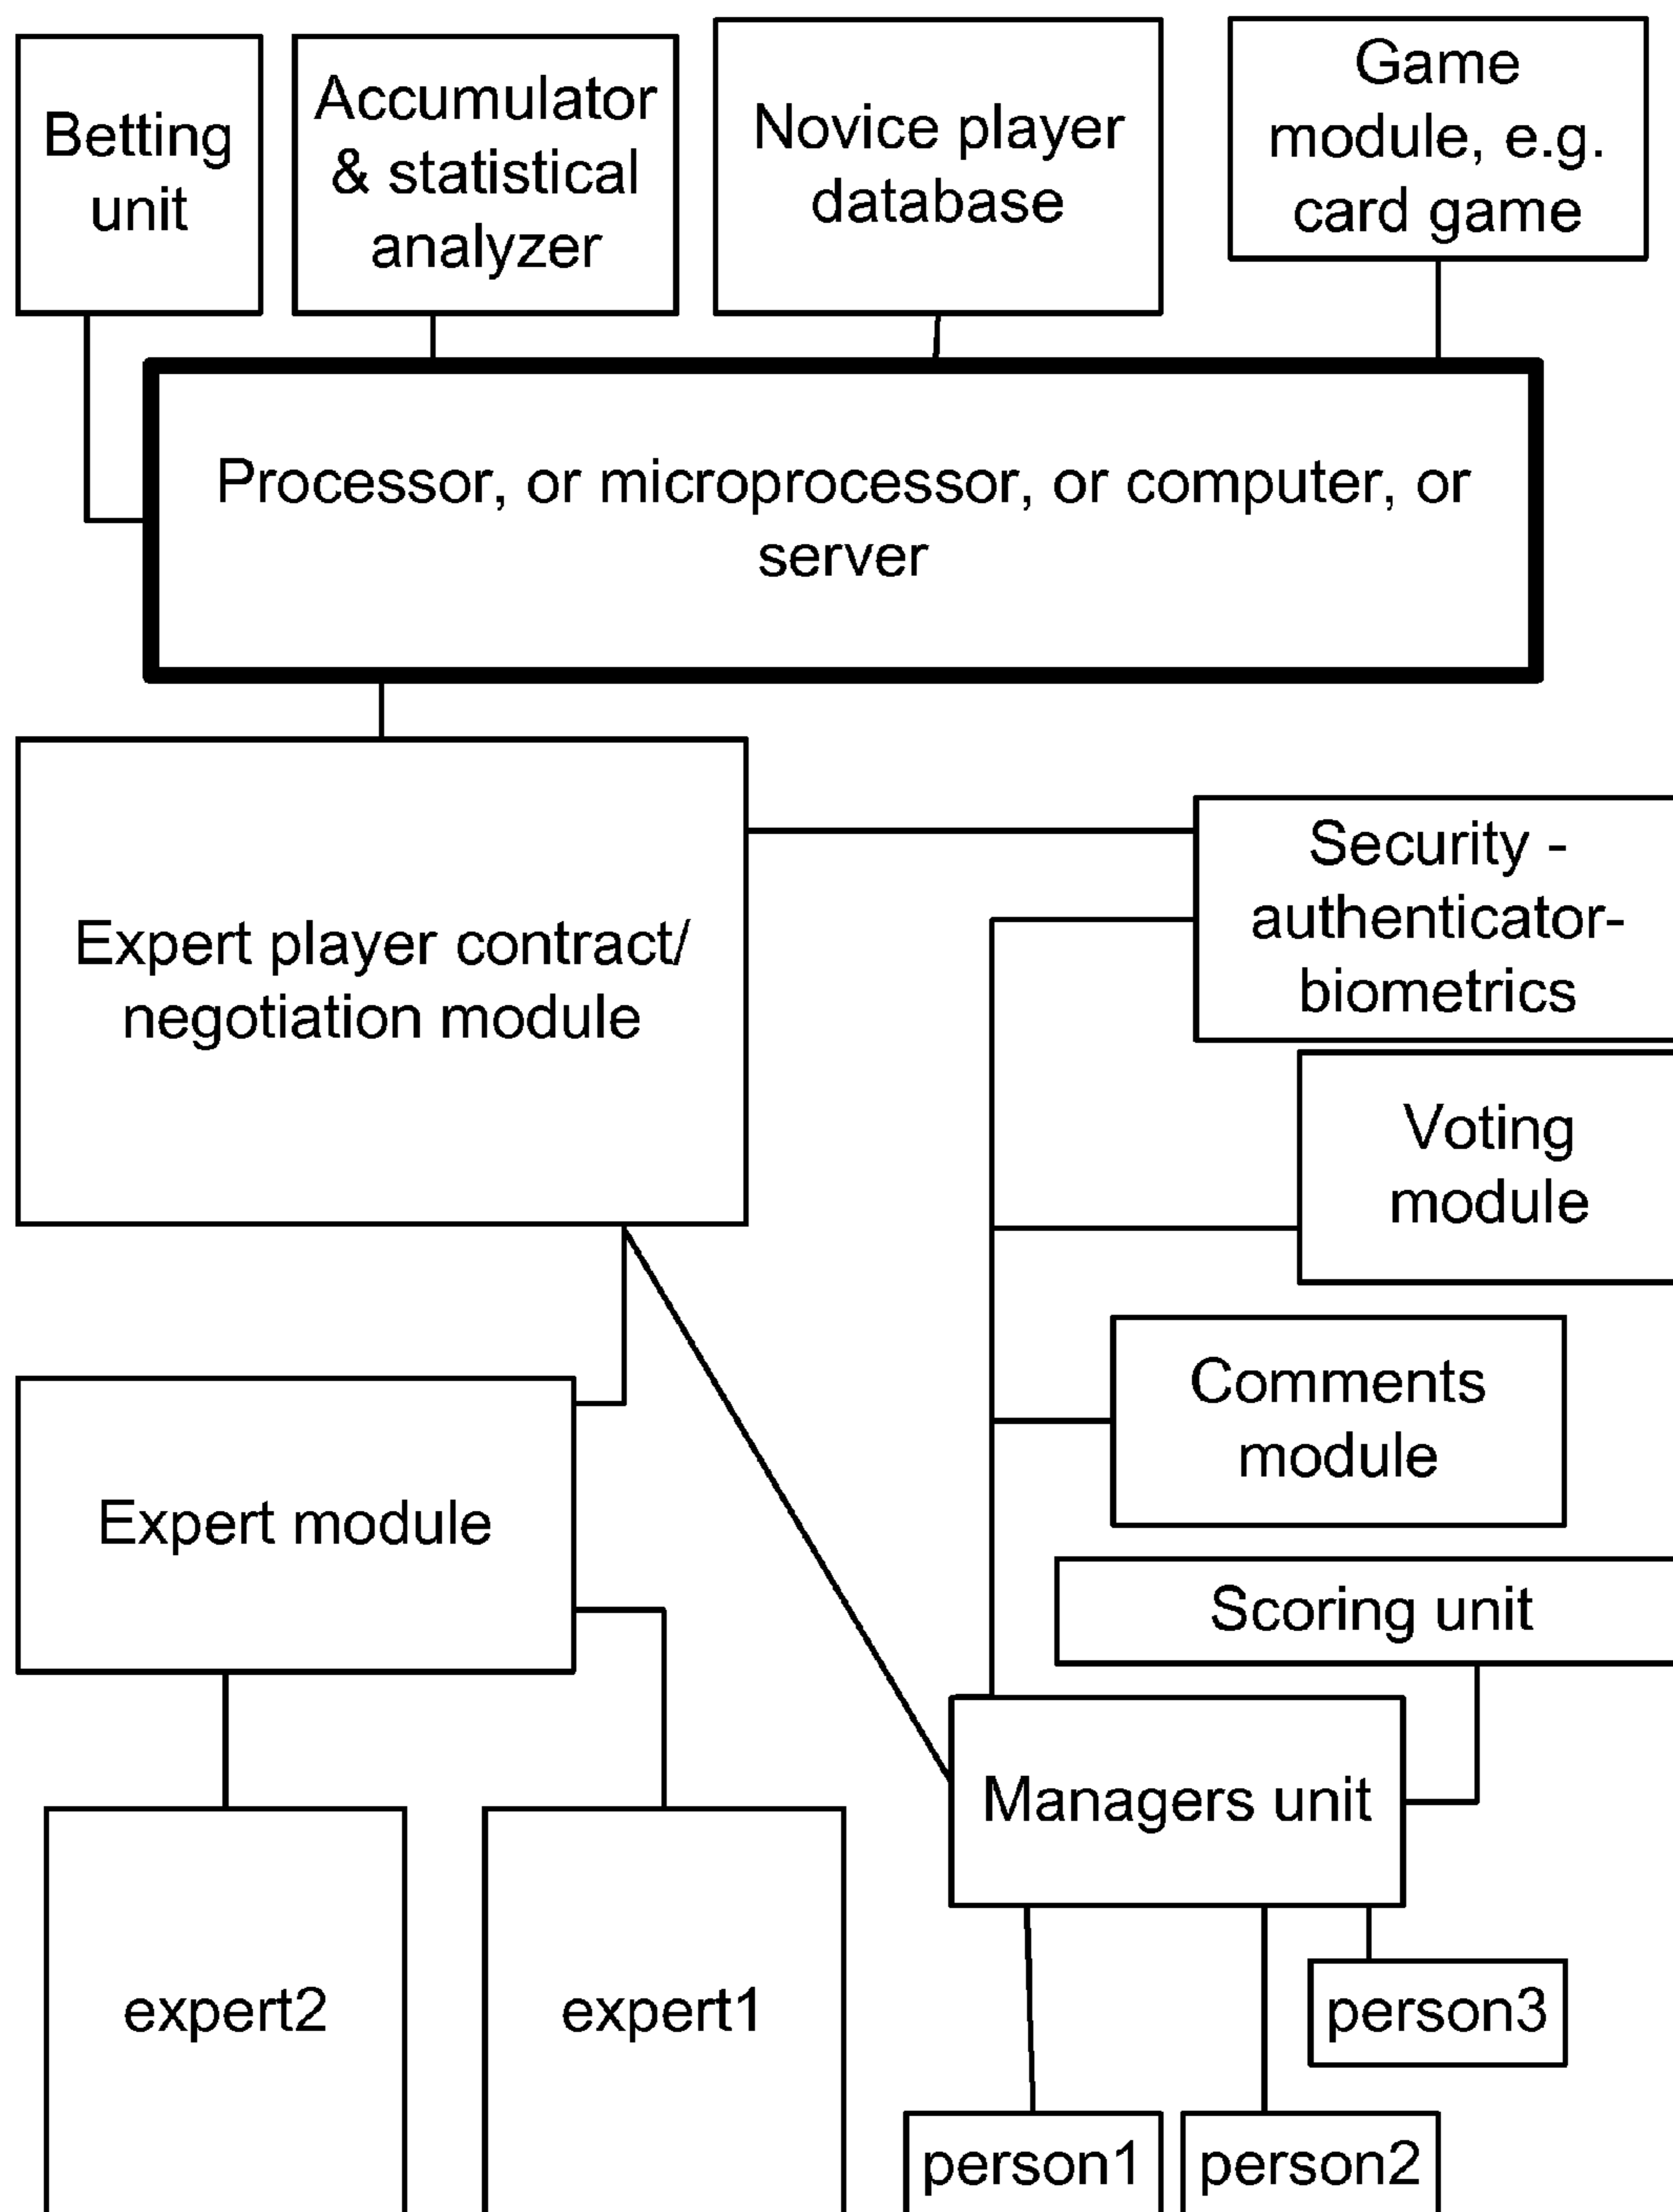 Betting
unit
Accumulator
& statistical
analyzer
Novice player
database
Game
module, e.g.
card game
Processor, or microprocessor, or computer, or
server
Expert player contract/
negotiation module
Security -
authenticator-
biometrics
Voting
module
Comments
module
Expert module
Scoring unit
Managers unit
expert2
expert1
person3
person1
person2